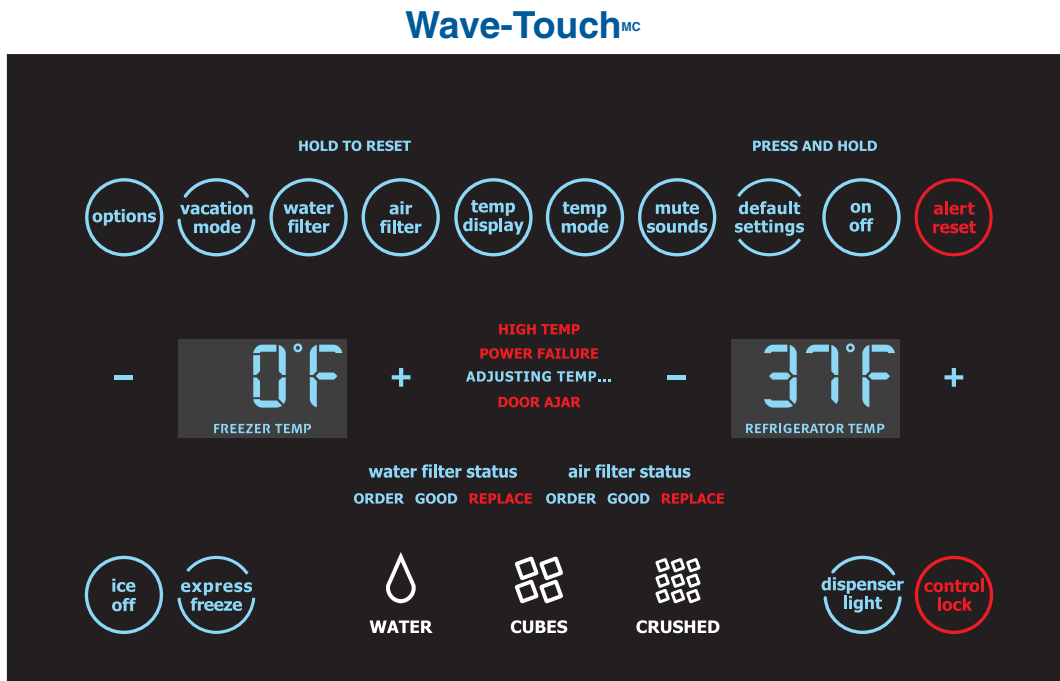 Wave-Touch MC
HOLD TO RESET
PRESS AND HOLD
options
vacation
mode
water
filter
air
filter
temp
display
temp
mode
mute
sounds
default
settings
on
off
alert
reset
HIGH TEMP
POWER FAILURE
ADJUSTING TEMP...
DOOR AJAR
-
0°F
FREEZER TEMP
+
-
37°F
REFRIGERATOR TEMP
+
water filter status
ORDER GOOD REPLACE
air filter status
ORDER GOOD REPLACE
ice
off
express
freeze
WATER
CUBES
CRUSHED
dispenser
light
control
lock